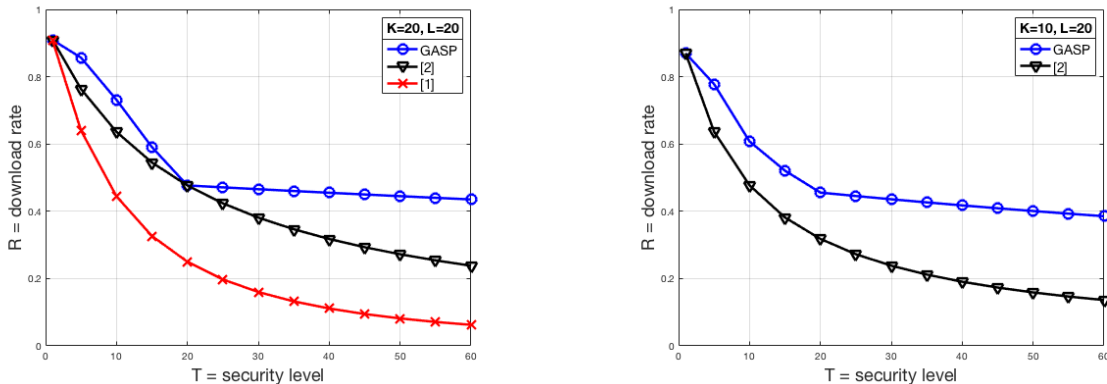 K=20, L=20
GASP
[2]
[1]
1
0.8
0.6
0.4
0.2
0
0 10 20 30 40 50 60
R = download rate
T = security level
K=10, L=20
GASP
[2]
1
0.8
0.6
0.4
0.2
0
0 10 20 30 40 50 60
R = download rate
T = security level